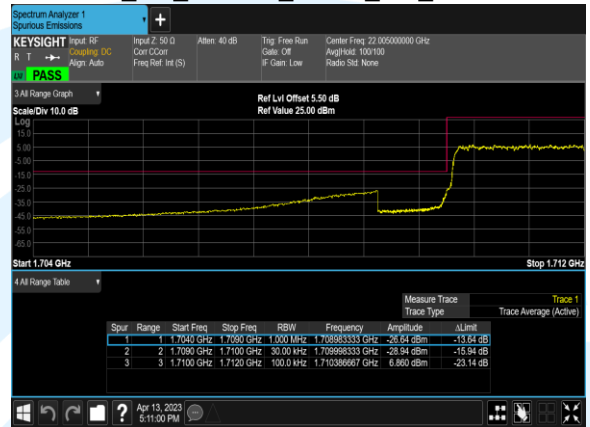 Spectrum Analyzer 1
Spurious Emissions
KEYSIGHT Input: RF Input Z: 50 Ω Atten: 40 dB Trig: Free Run Center Freq: 22.005000000 GHz
R T Coupling: DC Corr CCorr Gate: Off Avg|Hold: 100/100
Align: Auto Freq Ref: Int (S) IF Gain: Low Radio Std: None
PASS
3 All Range Graph
Ref Lvl Offset 5.50 dB
Scale/Div 10.0 dB Ref Value 25.00 dBm
Log
15.0
5.00
-5.00
-15.0
-25.0
-35.0
-45.0
-55.0
-65.0
Start 1.704 GHz Stop 1.712 GHz
4 All Range Table
Measure Trace Trace 1
Trace Type Trace Average (Active)
Spur Range Start Freq Stop Freq RBW Frequency Amplitude ΔLimit
1 1 1.7040 GHz 1.7090 GHz 1.000 MHz 1.708983333 GHz -26.64 dBm -13.64 dB
2 2 1.7090 GHz 1.7100 GHz 30.00 kHz 1.709998333 GHz -28.94 dBm -15.94 dB
3 3 1.7100 GHz 1.7120 GHz 100.0 kHz 1.710386667 GHz 6.860 dBm -23.14 dB
?
Apr 13, 2023
5:11:00 PM